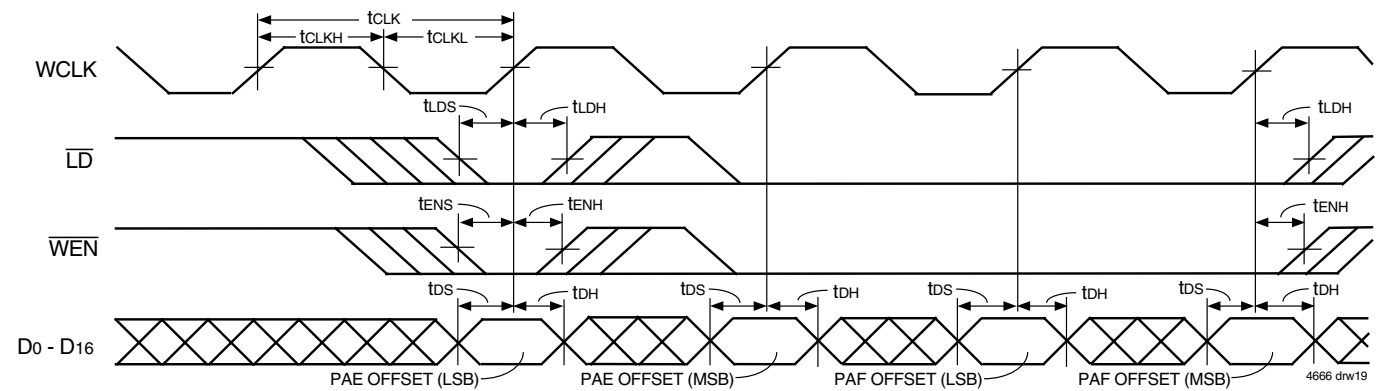 tCLK
tCLKH tCLKL
WCLK
tLDS tLDH tLDH
LD
tENS tENH tENH
WEN
tDS tDH tDS tDH tDS tDH tDS tDH
D0 - D16
PAE OFFSET (LSB) PAE OFFSET (MSB) PAF OFFSET (LSB) PAF OFFSET (MSB)
4666 drw19